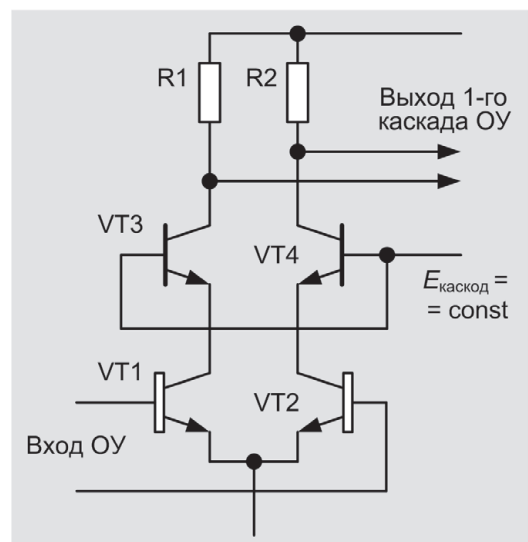 R1
R2
Выход 1-го
каскада ОУ
VT3
VT4
Eкаскод =
= const
VT1
VT2
Вход ОУ